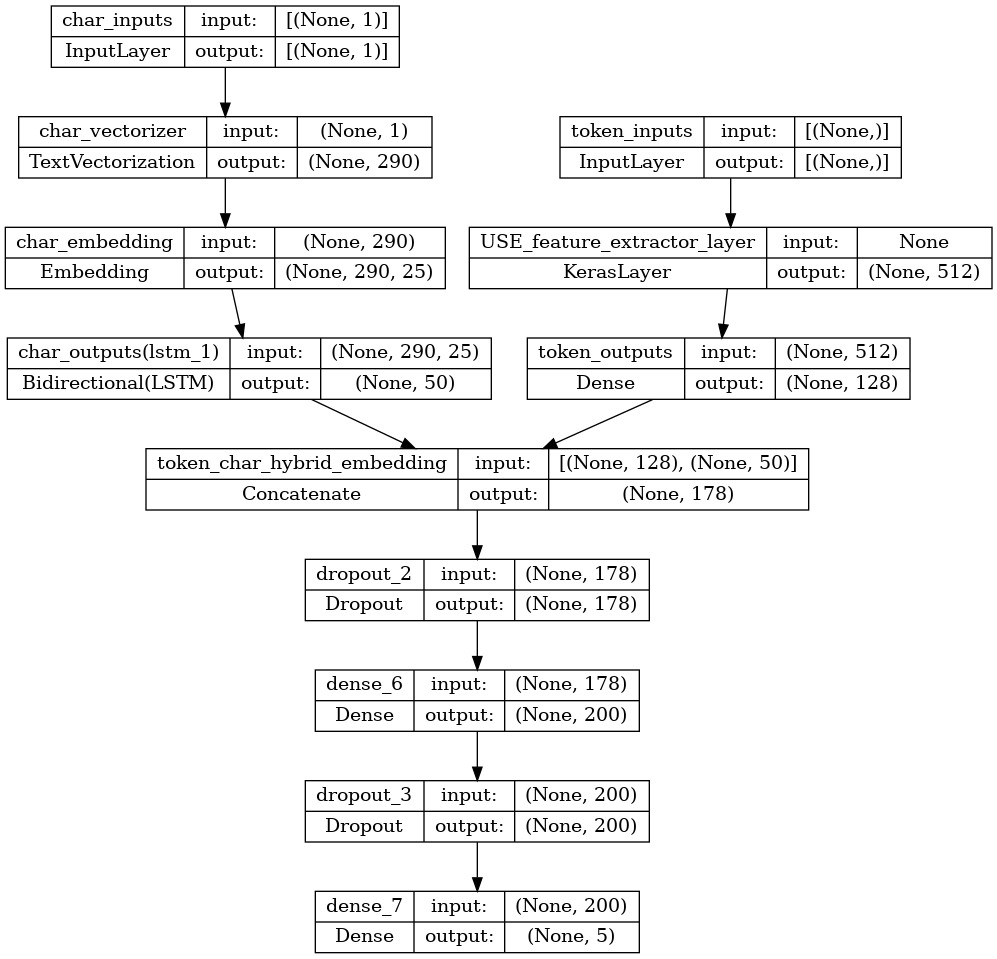 char_inputs input: [(None, 1)]
InputLayer output: [(None, 1)]
char_vectorizer input: (None, 1)
TextVectorization output: (None, 290)
token_inputs input: [(None,)]
InputLayer output: [(None,)]
char_embedding input: (None, 290)
Embedding output: (None, 290, 25)
USE_feature_extractor_layer input: None
KerasLayer output: (None, 512)
char_outputs(lstm_1) input: (None, 290, 25)
Bidirectional(LSTM) output: (None, 50)
token_outputs input: (None, 512)
Dense output: (None, 128)
token_char_hybrid_embedding input: [(None, 128), (None, 50)]
Concatenate output: (None, 178)
dropout_2 input: (None, 178)
Dropout output: (None, 178)
dense_6 input: (None, 178)
Dense output: (None, 200)
dropout_3 input: (None, 200)
Dropout output: (None, 200)
dense_7 input: (None, 200)
Dense output: (None, 5)